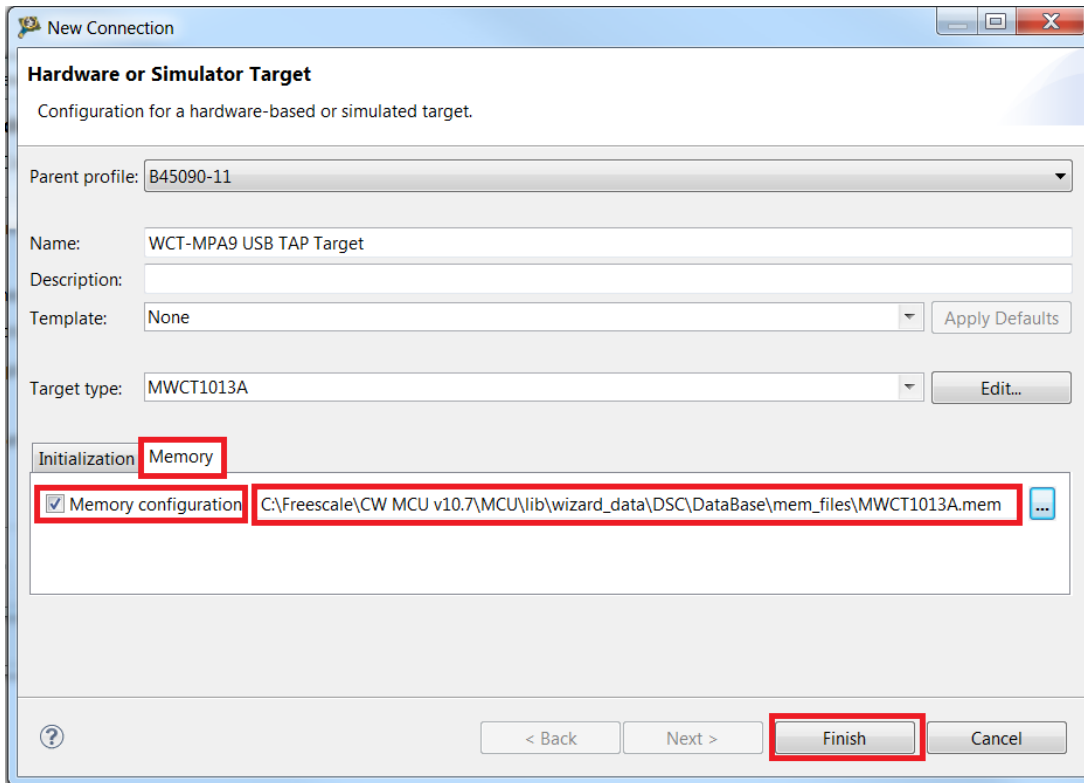 New Connection
Hardware or Simulator Target
Configuration for a hardware-based or simulated target.
Parent profile: B45090-11
Name: WCT-MPA9 USB TAP Target
Description:
Template: None Apply Defaults
Target type: MWCT1013A Edit...
Initialization Memory
Memory configuration C:\Freescale\CW MCU v10.7\MCU\lib\wizard_data\DSC\DataBase\mem_files\MWCT1013A.mem ...
? < Back Next > Finish Cancel